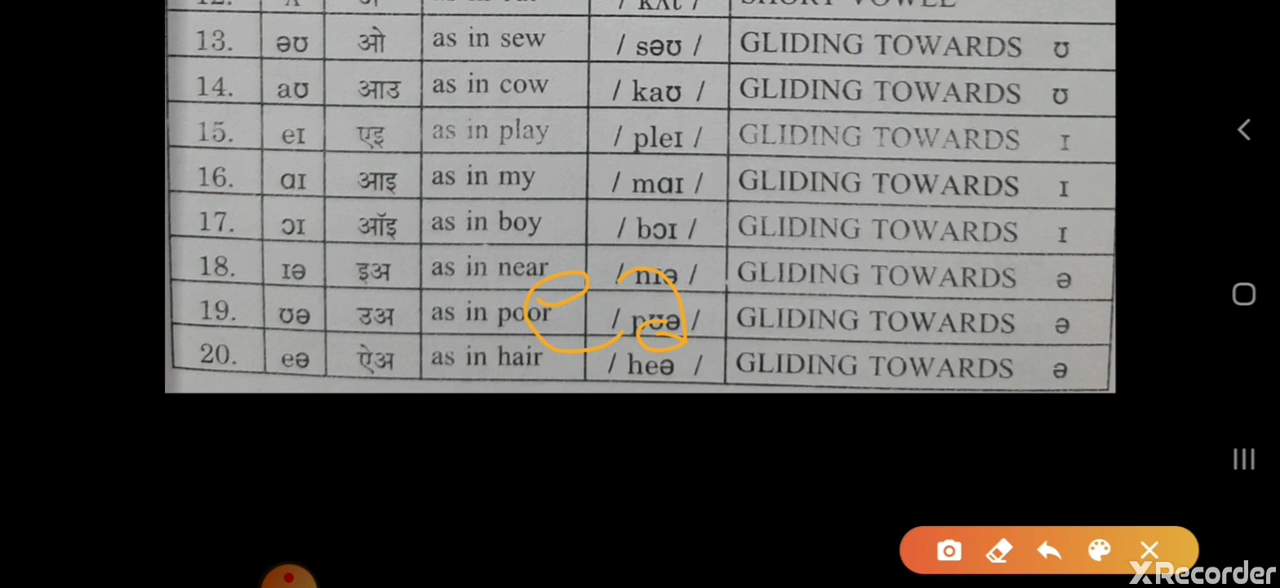 / kʌt / SHORT VOWEL
13. əʊ ओ as in sew / səʊ / GLIDING TOWARDS ʊ
14. aʊ आउ as in cow / kaʊ / GLIDING TOWARDS ʊ
15. eɪ एइ as in play / pleɪ / GLIDING TOWARDS ɪ
16. ɑɪ आइ as in my / mɑɪ / GLIDING TOWARDS ɪ
17. ɔɪ ऑइ as in boy / bɔɪ / GLIDING TOWARDS ɪ
18. ɪə इअ as in near / nɪə / GLIDING TOWARDS ə
19. ʊə उअ as in poor / pʊə / GLIDING TOWARDS ə
20. eə ऐअ as in hair / heə / GLIDING TOWARDS ə
XRecorder